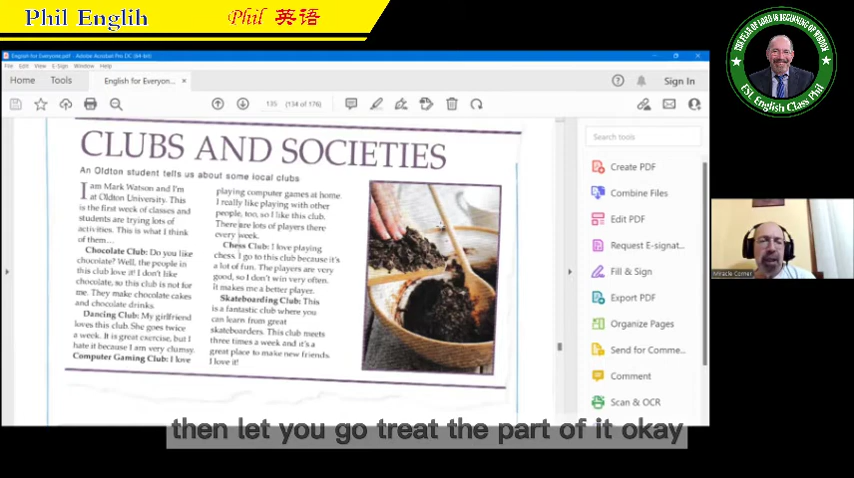 Phil Englih
Phil 英语
THE FEAR OF LORD IS BEGINNING OF WISDOM
ESL English Class Phil
English for Everyone.pdf - Adobe Acrobat Pro DC (64-bit)
File Edit View E-Sign Window Help
Home Tools English for Everyon... ×
Sign In
135 (134 of 176)
CLUBS AND SOCIETIES
An Oldton student tells us about some local clubs
I am Mark Watson and I'm
at Oldton University. This
is the first week of classes and
students are trying lots of
activities. This is what I think
of them....
Chocolate Club: Do you like
chocolate? Well, the people in
this club love it! I don't like
chocolate, so this club is not for
me. They make chocolate cakes
and chocolate drinks.
Dancing Club: My girlfriend
loves this club. She goes twice
a week. It is great exercise, but I
hate it because I am very clumsy.
Computer Gaming Club: I love
playing computer games at home.
I really like playing with other
people, too, so I like this club.
There are lots of players there
every week.
Chess Club: I love playing
chess. I go to this club because it's
a lot of fun. The players are very
good, so I don't win very often.
It makes me a better player.
Skateboarding Club: This
is a fantastic club where you
can learn from great
skateboarders. This club meets
three times a week and it's a
great place to make new friends.
I love it!
Search tools
Create PDF
Combine Files
Edit PDF
Request E-signat...
Fill & Sign
Export PDF
Organize Pages
Send for Comme...
Comment
Scan & OCR
Miracle Corner
then let you go treat the part of it okay